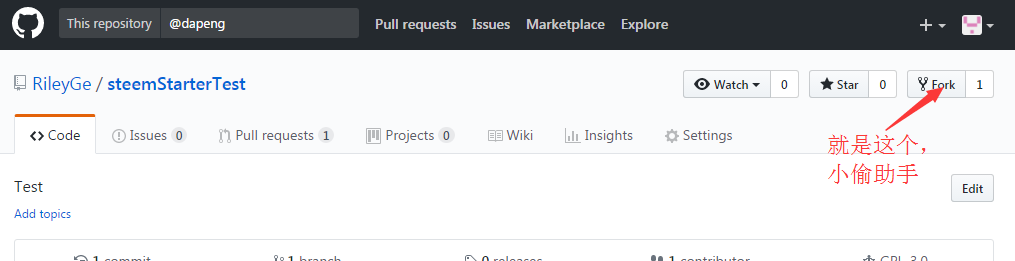 This repository @dapeng Pull requests Issues Marketplace Explore
RileyGe / steemStarterTest Watch 0 Star 0 Fork 1
Code Issues 0 Pull requests 1 Projects 0 Wiki Insights Settings
就是这个，
小偷助手
Test
Edit
Add topics
1 commit 1 branch 0 releases 1 contributor GPL-3.0